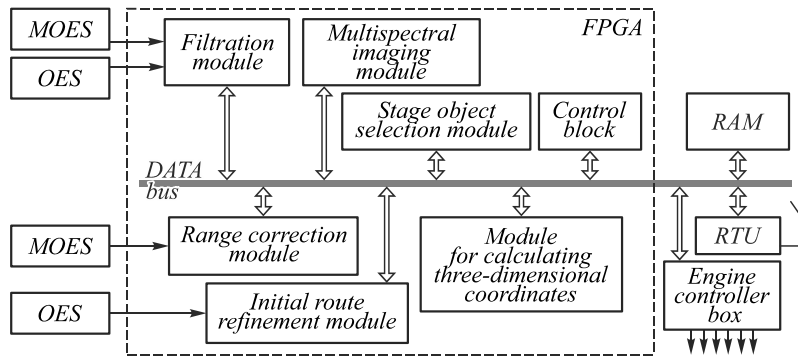 MOES
OES
Filtration
module
Multispectral
imaging
module
FPGA
Stage object
selection module
Control
block
RAM
DATA
bus
MOES
Range correction
module
Module
for calculating
three-dimensional
coordinates
RTU
OES
Initial route
refinement module
Engine
controller
box